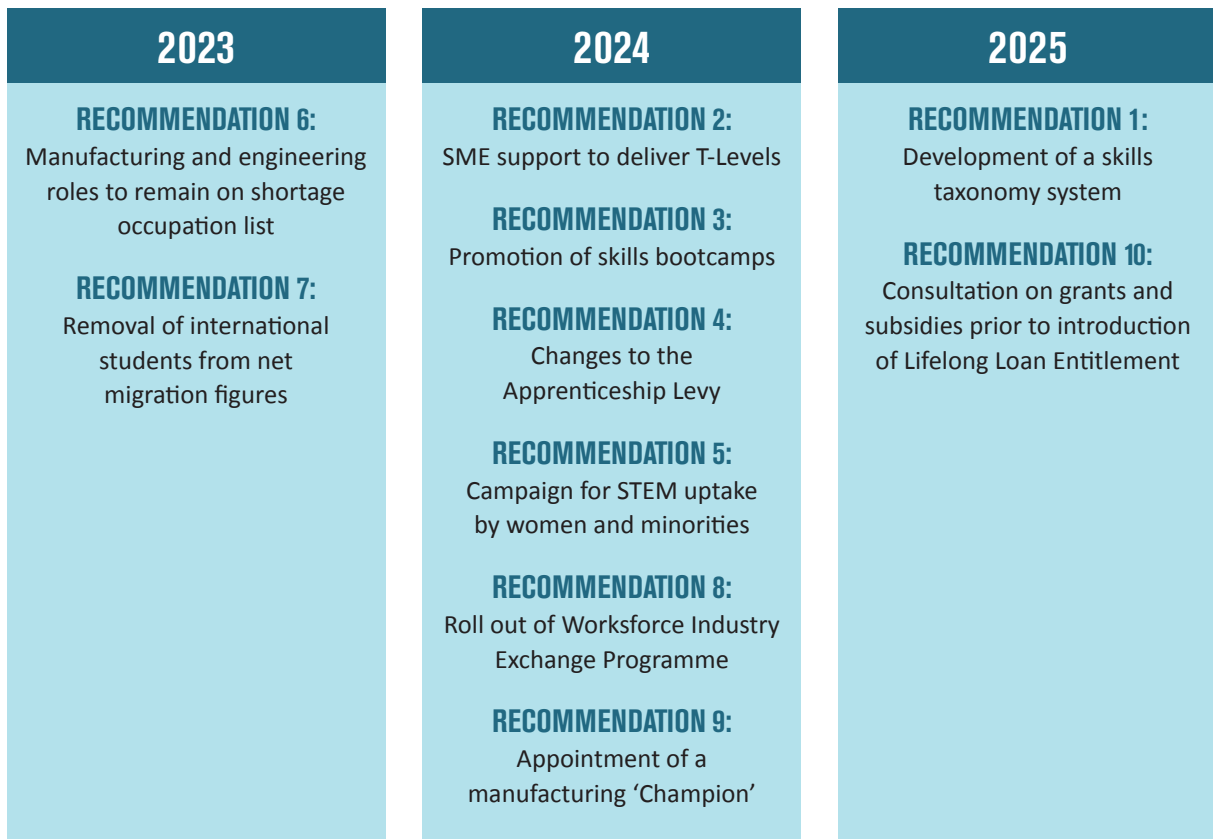 2023
RECOMMENDATION 6:
Manufacturing and engineering
roles to remain on shortage
occupation list
RECOMMENDATION 7:
Removal of international
students from net
migration figures
2024
RECOMMENDATION 2:
SME support to deliver T-Levels
RECOMMENDATION 3:
Promotion of skills bootcamps
RECOMMENDATION 4:
Changes to the
Apprenticeship Levy
RECOMMENDATION 5:
Campaign for STEM uptake
by women and minorities
RECOMMENDATION 8:
Roll out of Worksforce Industry
Exchange Programme
RECOMMENDATION 9:
Appointment of a
manufacturing ‘Champion’
2025
RECOMMENDATION 1:
Development of a skills
taxonomy system
RECOMMENDATION 10:
Consultation on grants and
subsidies prior to introduction
of Lifelong Loan Entitlement